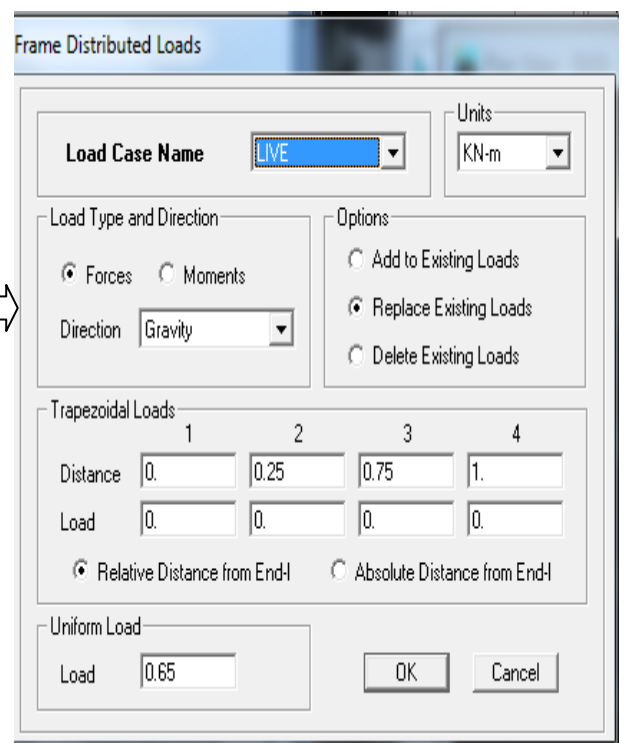 Frame Distributed Loads
Units
Load Case Name LIVE KN-m
Load Type and Direction
Forces Moments
Direction Gravity
Options
Add to Existing Loads
Replace Existing Loads
Delete Existing Loads
Trapezoidal Loads
1 2 3 4
Distance 0. 0.25 0.75 1.
Load 0. 0. 0. 0.
Relative Distance from End-I Absolute Distance from End-I
Uniform Load
Load 0.65
OK Cancel